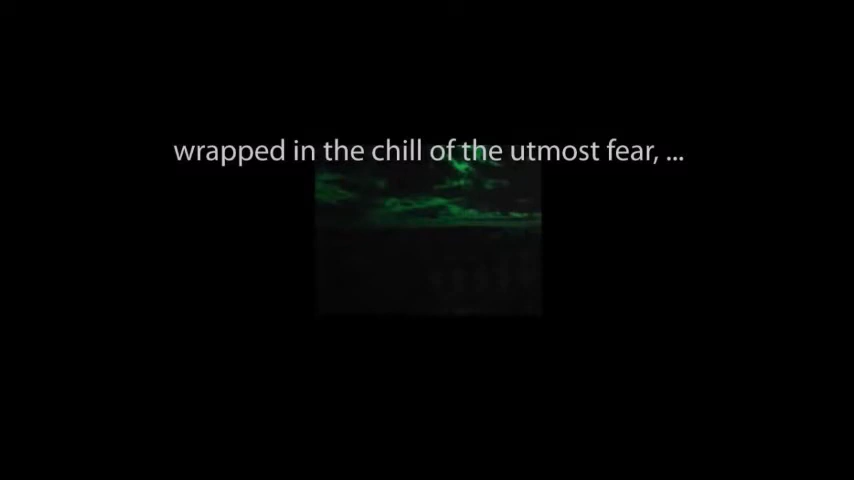 wrapped in the chill of the utmost fear, ...